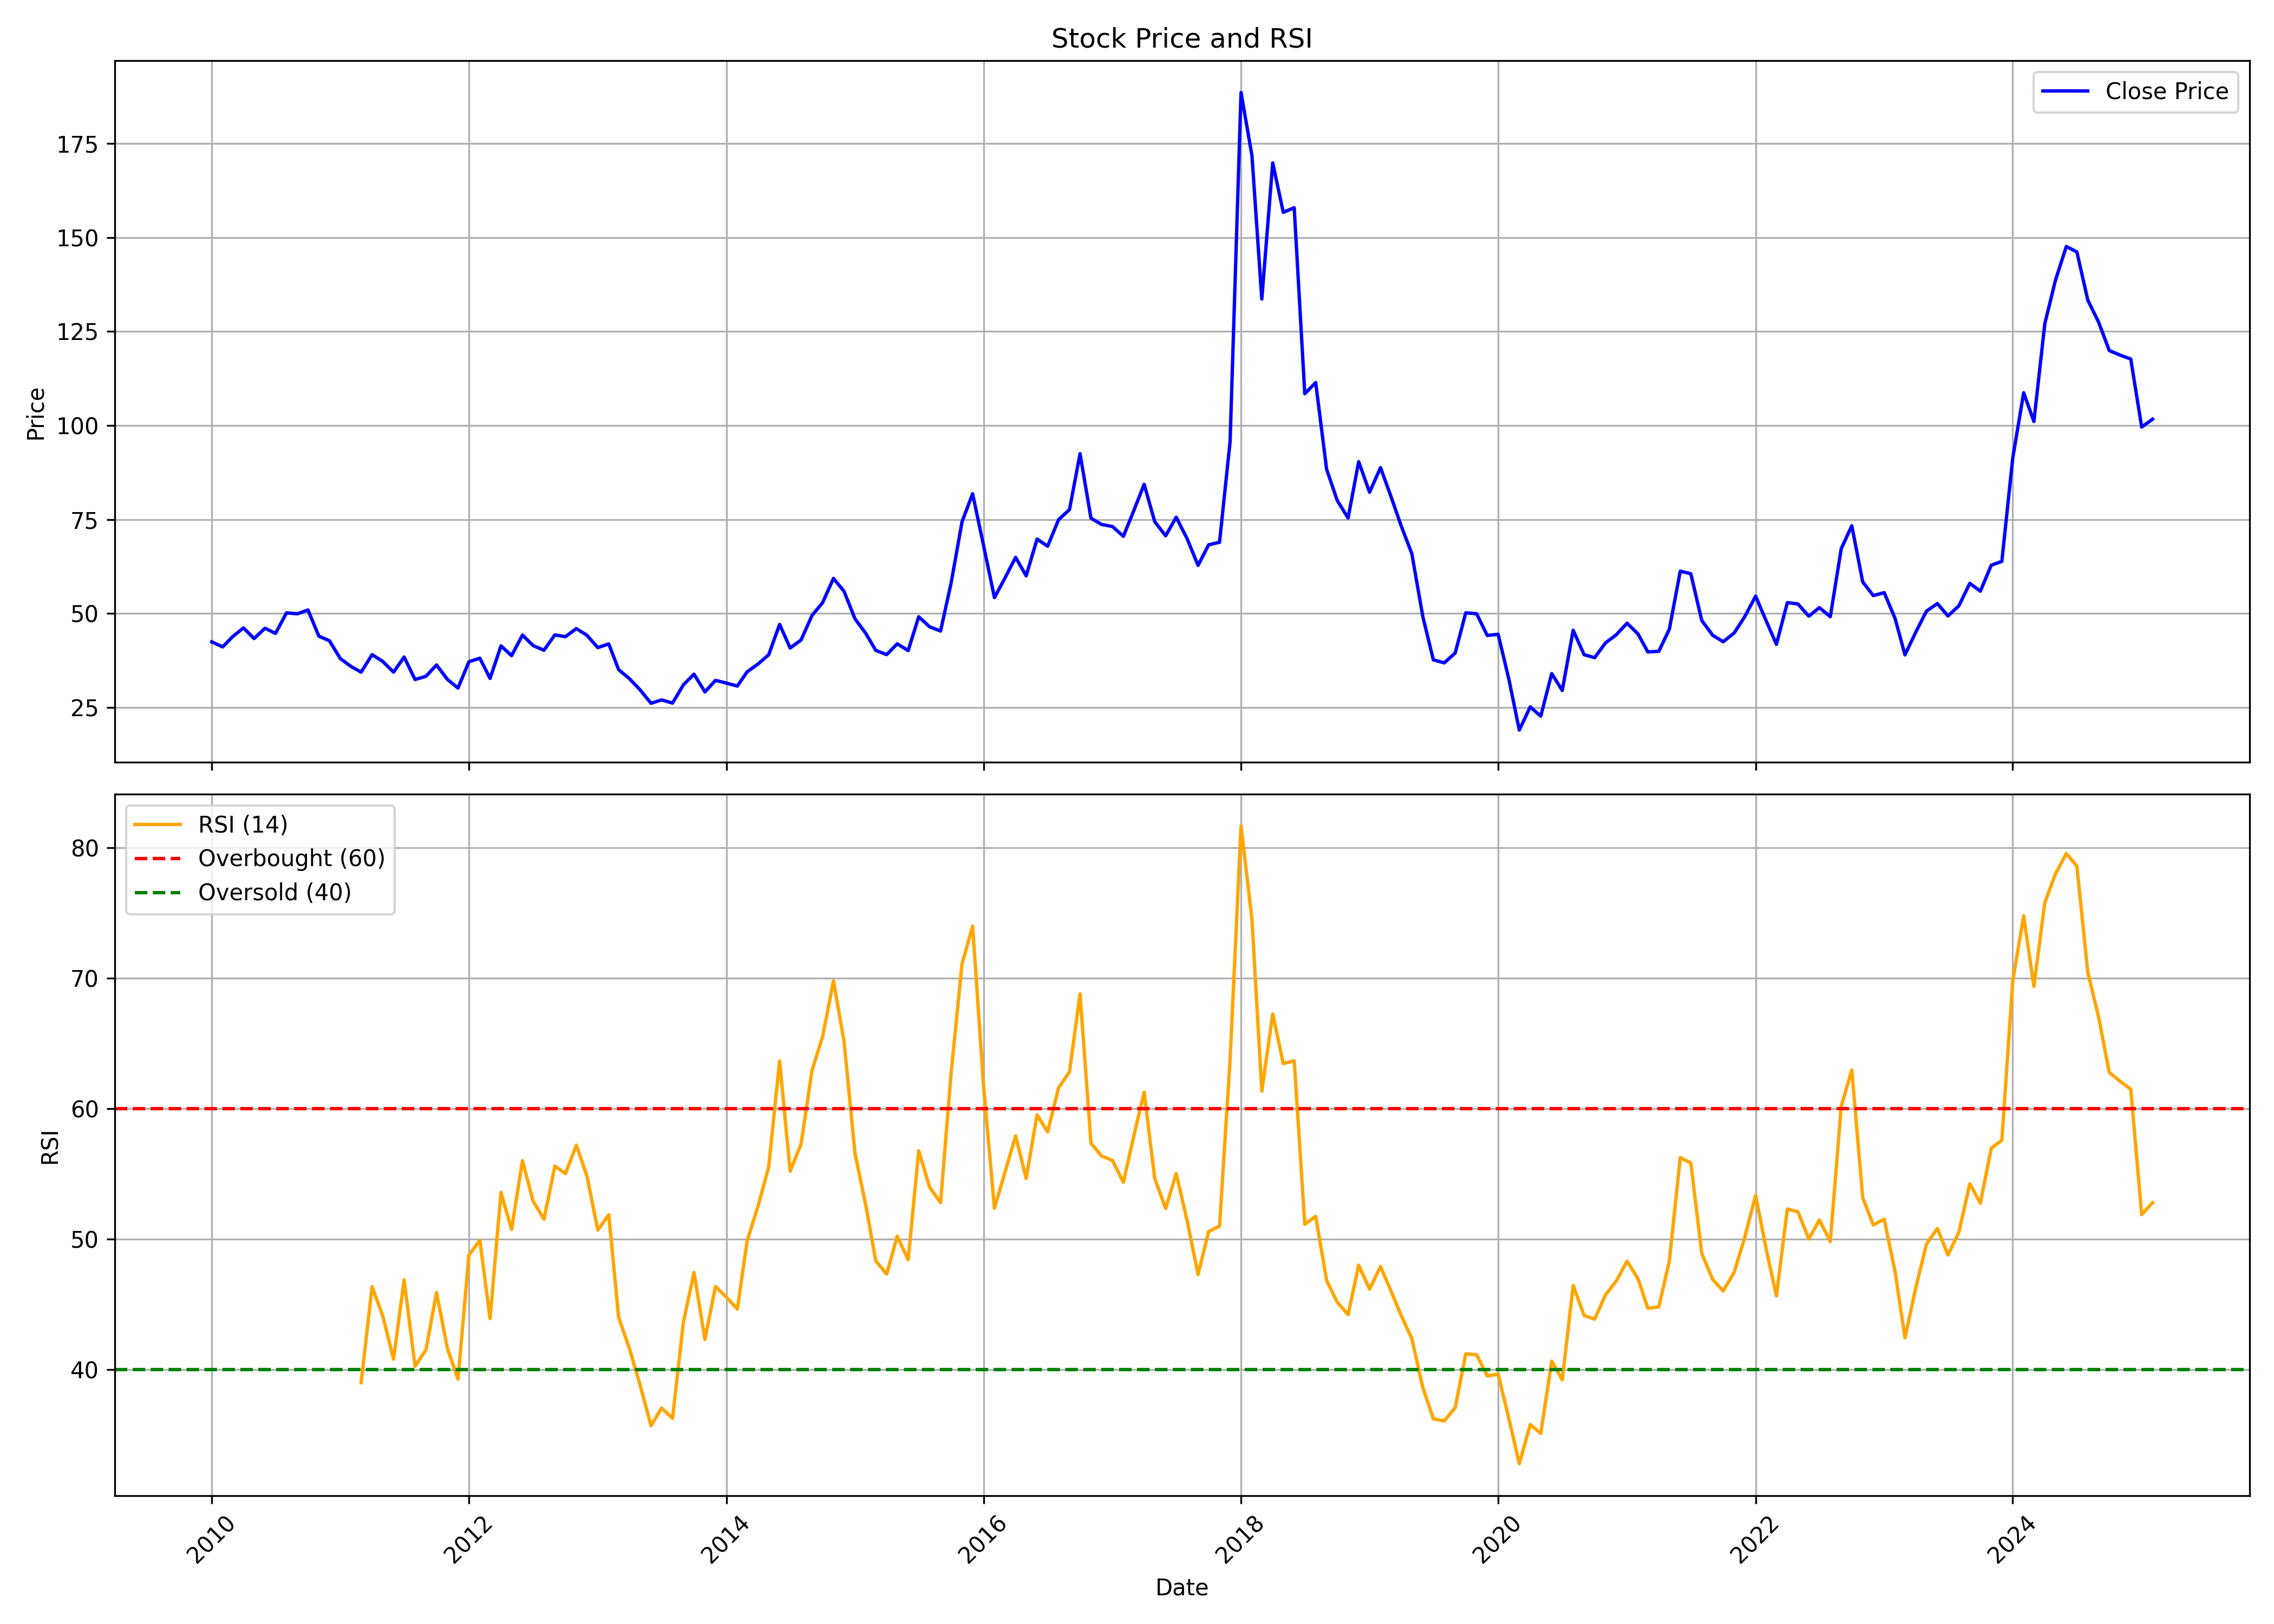 Stock Price and RSI
Close Price
175
150
125
100
75
50
25
Price
RSI (14)
Overbought (60)
Oversold (40)
80
70
60
50
40
RSI
2010
2012
2014
2016
2018
2020
2022
2024
Date